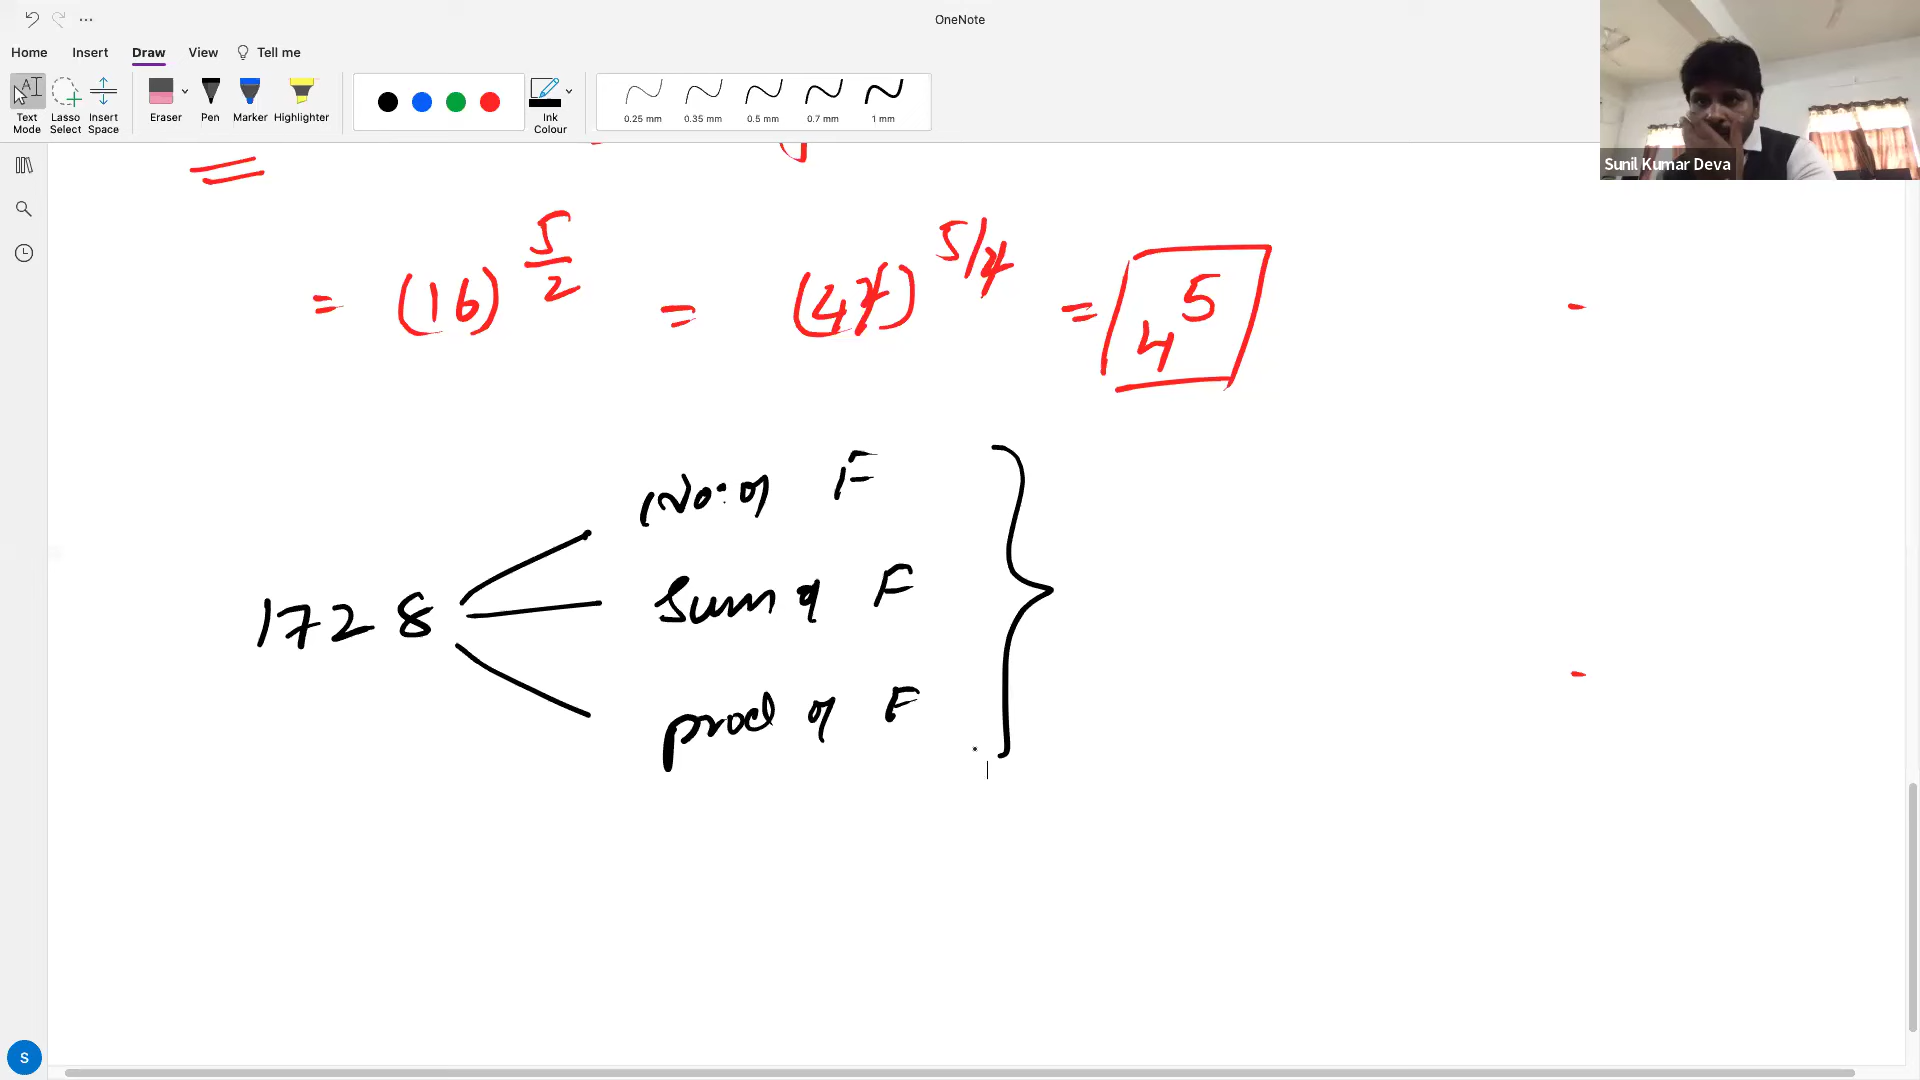 OneNote
Home Insert Draw View Tell me
Text Mode Lasso Select Insert Space Eraser Pen Marker Highlighter Ink Colour 0.25 mm 0.35 mm 0.5 mm 0.7 mm 1 mm
Sunil Kumar Deva
= (16)^{5/2} = (4^2)^{5/2} = 4^5
No: of F
1728 Sum of F
prod of F
S